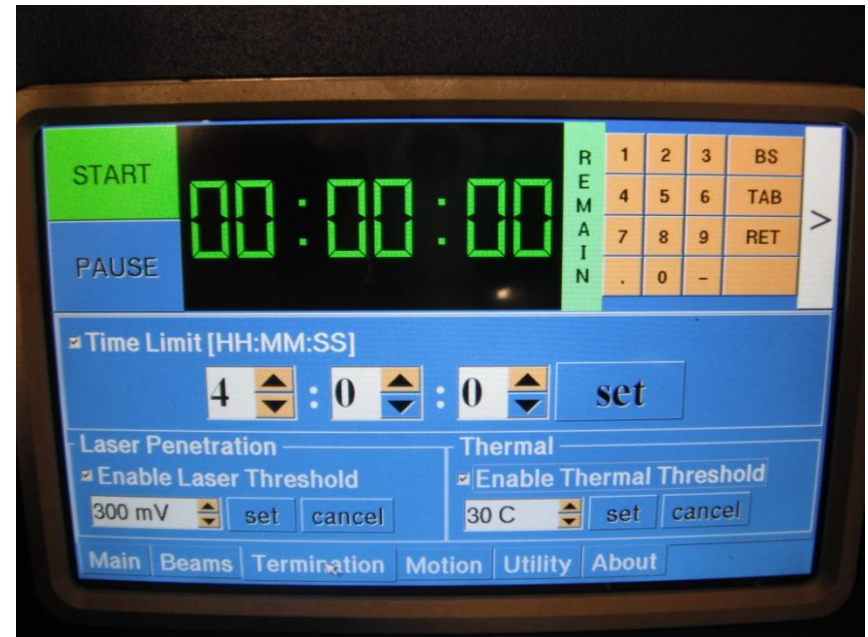 START
PAUSE
00:00:00
REMAIN
1 2 3 BS
4 5 6 TAB
7 8 9 RET
. 0 -
>
Time Limit [HH:MM:SS]
4 : 0 : 0 set
Laser Penetration
Enable Laser Threshold
300 mV set cancel
Thermal
Enable Thermal Threshold
30 C set cancel
Main Beams Termination Motion Utility About